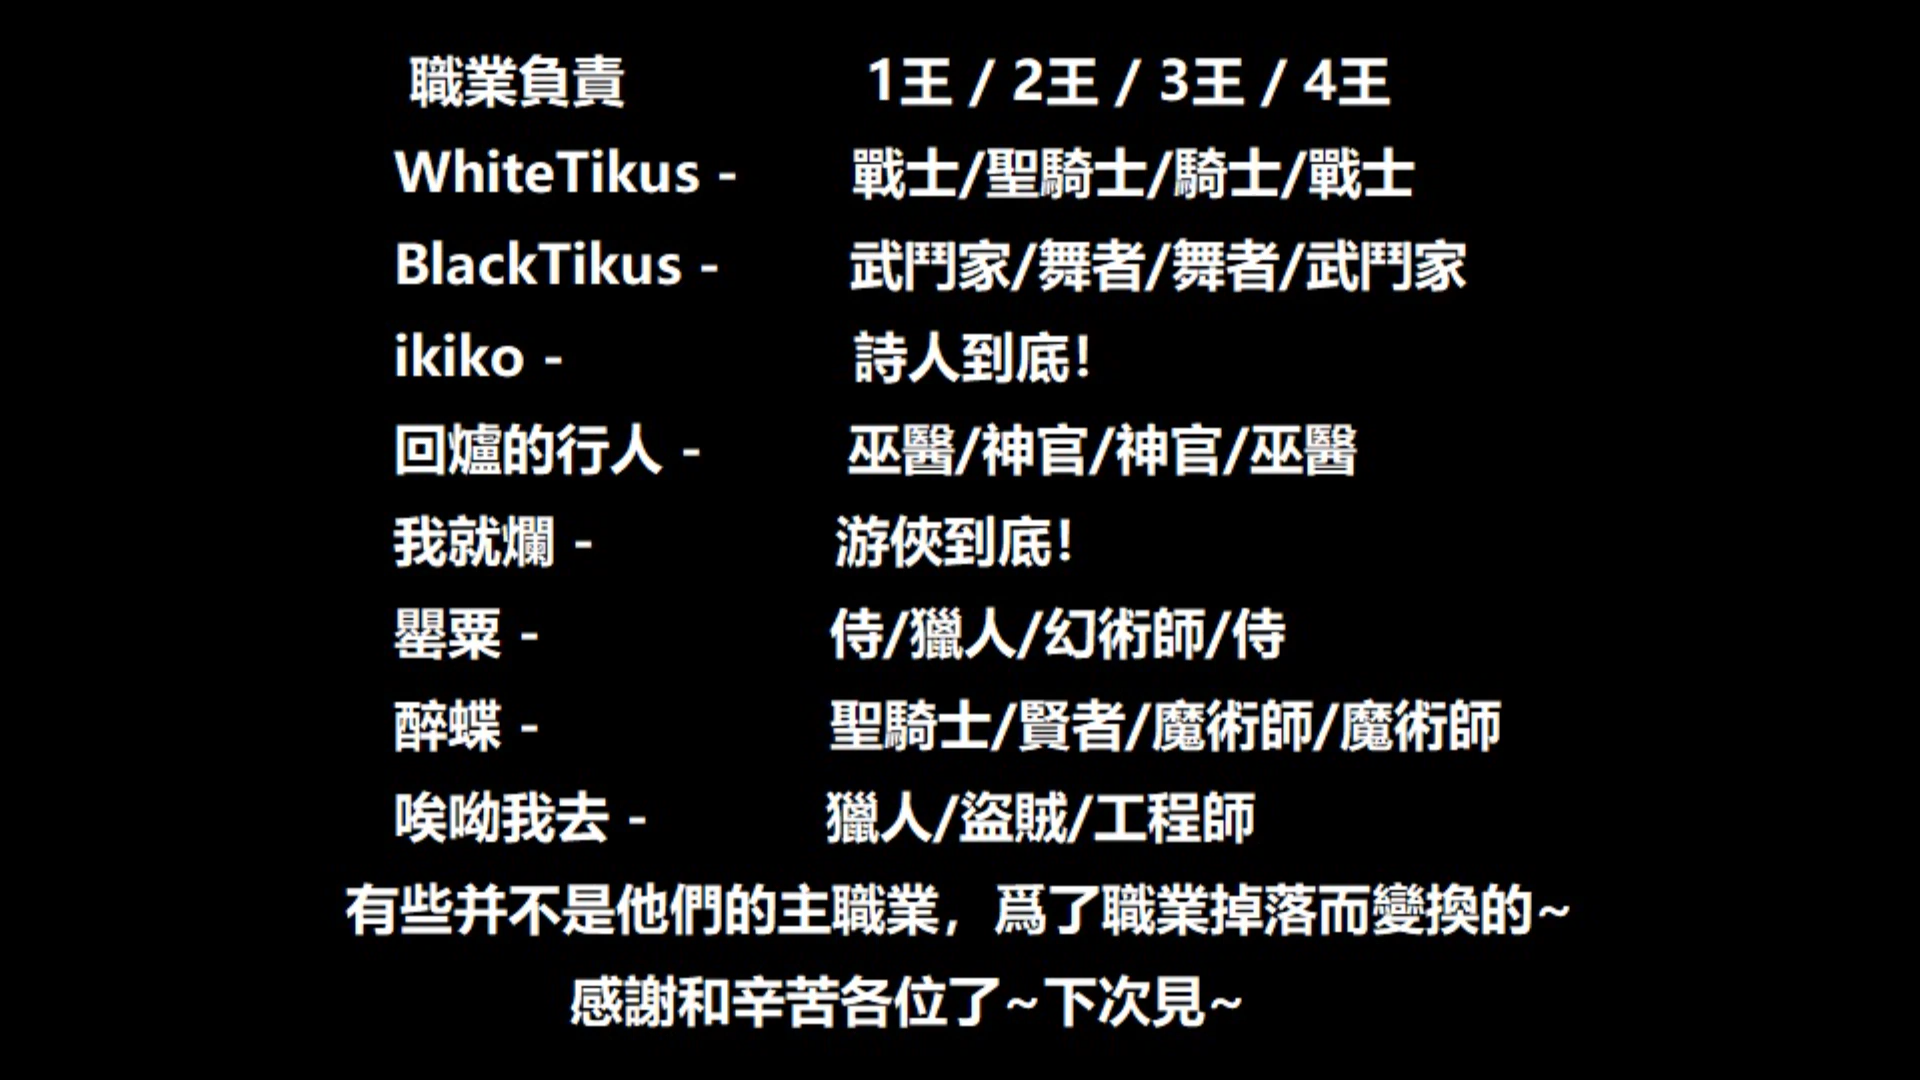 職業負責 1王 / 2王 / 3王 / 4王
WhiteTikus - 戰士/聖騎士/騎士/戰士
BlackTikus - 武鬥家/舞者/舞者/武鬥家
ikiko - 詩人到底！
回爐的行人 - 巫醫/神官/神官/巫醫
我就爛 - 游俠到底！
罌粟 - 侍/獵人/幻術師/侍
醉蝶 - 聖騎士/賢者/魔術師/魔術師
唉呦我去 - 獵人/盜賊/工程師
有些并不是他們的主職業，爲了職業掉落而變換的~
感謝和辛苦各位了~下次見~